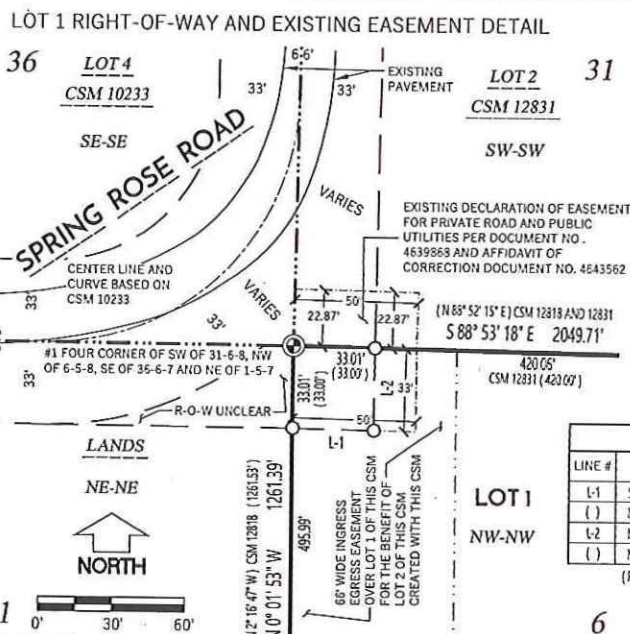 LOT 1 RIGHT-OF-WAY AND EXISTING EASEMENT DETAIL
36
LOT 4
CSM 10233
SE-SE
6.6'
33'
33'
EXISTING
PAVEMENT
LOT 2
CSM 12831
SW-SW
31
SPRING ROSE ROAD
VARIES
EXISTING DECLARATION OF EASEMENT
FOR PRIVATE ROAD AND PUBLIC
UTILITIES PER DOCUMENT NO.
4639868 AND AFFIDAVIT OF
CORRECTION DOCUMENT NO. 4643562
CENTER LINE AND
CURVE BASED ON
CSM 10233
33'
VARIES
33'
50'
22.87'
22.87'
(N 88° 52' 15" E) CSM 12818 AND 12831
S 88° 53' 18" E 2049.71'
#1 FOUR CORNER OF SW OF 31-6-8, NW
OF 6-5-8, SE OF 36-6-7 AND NE OF 1-5-7
33.01'
(33.00')
420.06'
CSM 12831 (420.00')
33'
33.01'
(33.00')
L-2
33'
R-O-W UNCLEAR
50'
L-1
LANDS
NE-NE
NORTH
0' 30' 60'
1
N 2° 16' 47" W) CSM 12818 (1261.53')
N 0° 01' 53" W 1261.39'
495.99'
66' WIDE INGRESS
EGRESS EASEMENT
OVER LOT 1 OF THIS CSM
FOR THE BENEFIT OF
LOT 2 OF THIS CSM
CREATED WITH THIS CSM
LOT 1
NW-NW
LINE #
L-1
( )
L-2
( )
6